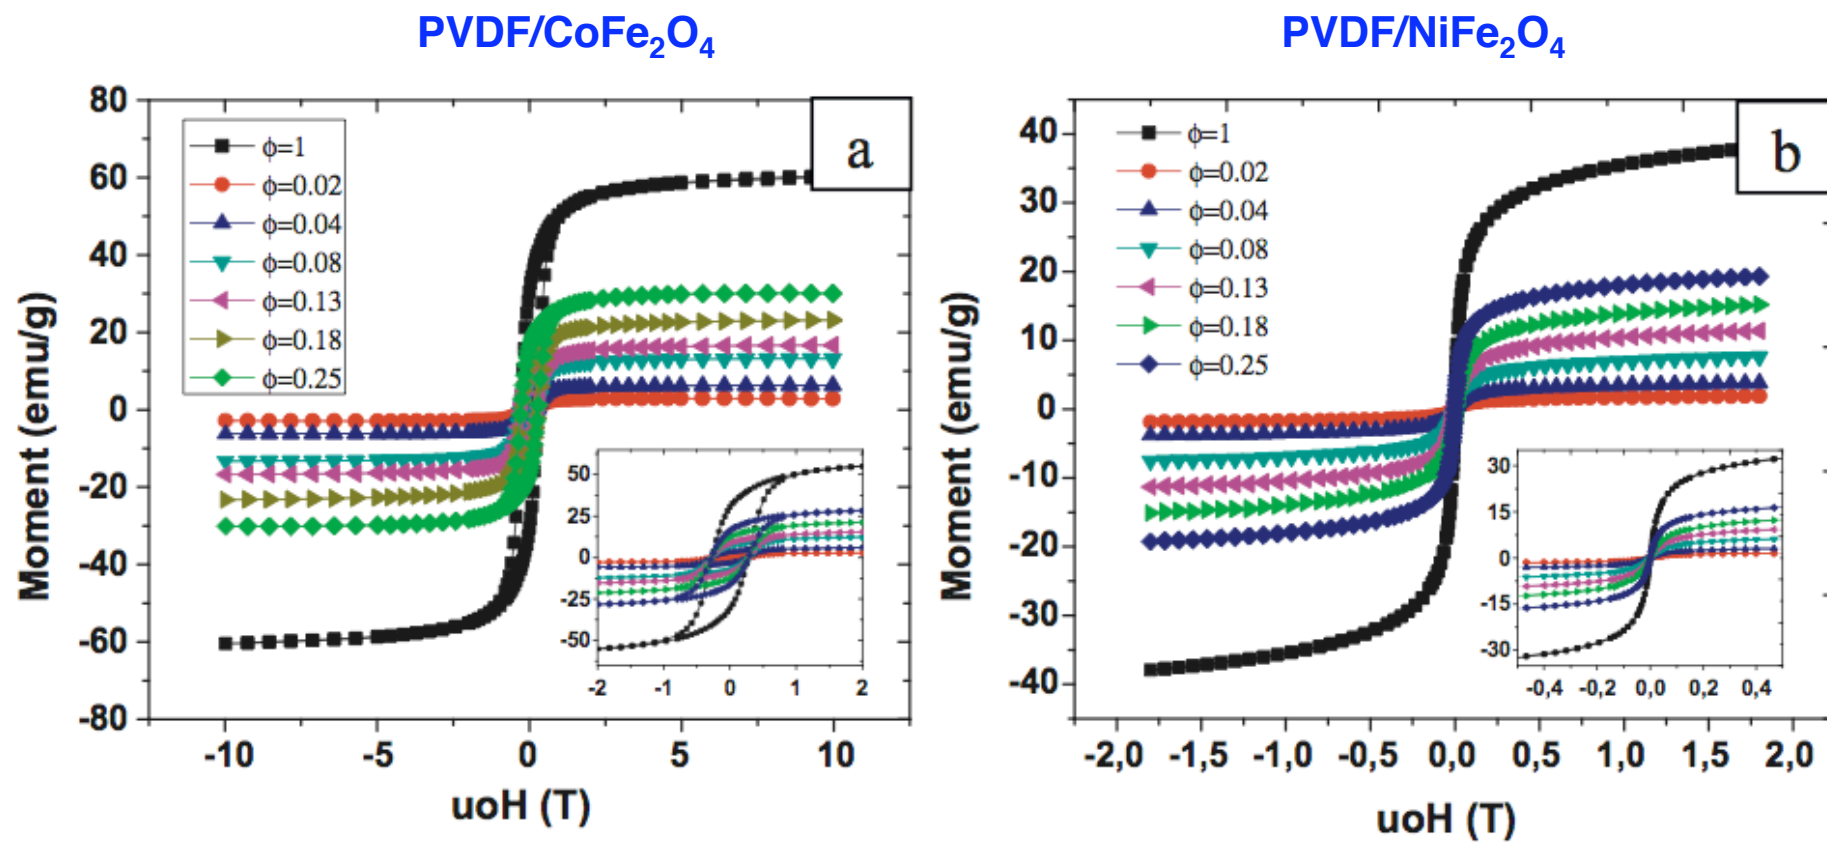 PVDF/CoFe₂O₄
PVDF/NiFe₂O₄
a
Moment (emu/g)
80
60
40
20
0
-20
-40
-60
-80
ϕ=1
ϕ=0.02
ϕ=0.04
ϕ=0.08
ϕ=0.13
ϕ=0.18
ϕ=0.25
50
25
0
-25
-50
-2 -1 0 1 2
-10 -5 0 5 10
uoH (T)
b
Moment (emu/g)
40
30
20
10
0
-10
-20
-30
-40
ϕ=1
ϕ=0.02
ϕ=0.04
ϕ=0.08
ϕ=0.13
ϕ=0.18
ϕ=0.25
30
15
0
-15
-30
-0,4 -0,2 0,0 0,2 0,4
-2,0 -1,5 -1,0 -0,5 0,0 0,5 1,0 1,5 2,0
uoH (T)